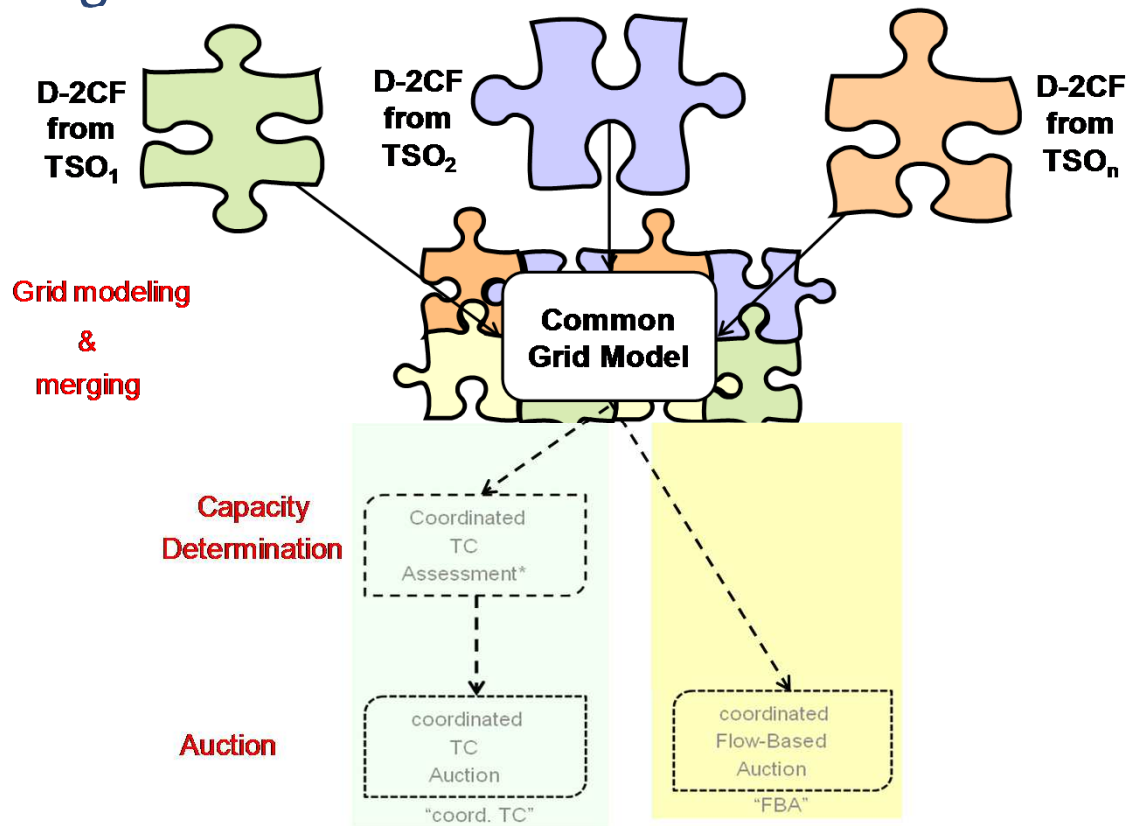 D-2CF
from
TSO₁
D-2CF
from
TSO₂
D-2CF
from
TSOₙ
Grid modeling
&
merging
Common
Grid Model
Capacity
Determination
Coordinated
TC
Assessment*
Auction
coordinated
TC
Auction
coordinated
Flow-Based
Auction
"coord. TC"
"FBA"